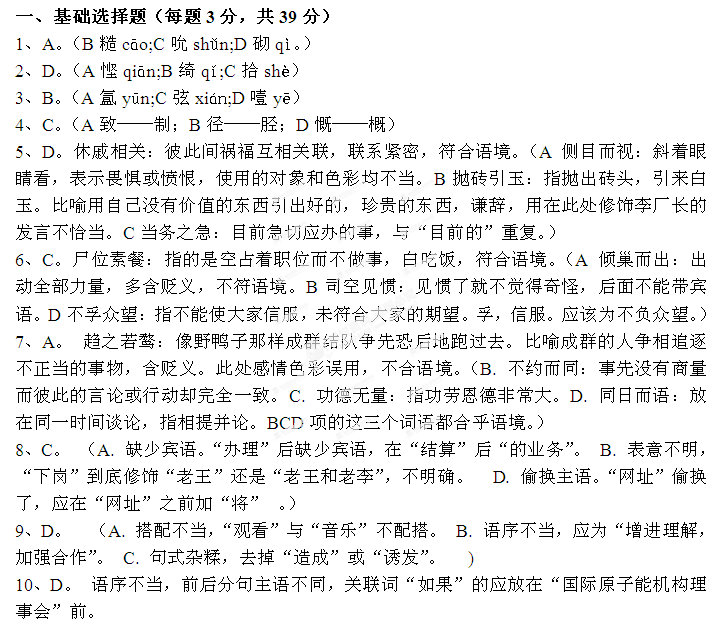 一、基础选择题（每题 3 分，共 39 分）
1、A。（B 糙 cāo;C 吮 shǔn;D 砌 qì。）
2、D。（A 悭 qiān;B 绮 qǐ;C 拾 shè）
3、B。（A 氲 yūn;C 弦 xián;D 噎 yē）
4、C。（A 致——制；B 径——胫；D 慨——概）
5、D。休戚相关：彼此间祸福互相关联，联系紧密，符合语境。（A 侧目而视：斜着眼
睛看，表示畏惧或愤恨，使用的对象和色彩均不当。B 抛砖引玉：指抛出砖头，引来白
玉。比喻用自己没有价值的东西引出好的，珍贵的东西，谦辞，用在此处修饰李厂长的
发言不恰当。C 当务之急：目前急切应办的事，与“目前的”重复。）
6、C。尸位素餐：指的是空占着职位而不做事，白吃饭，符合语境。（A 倾巢而出：出
动全部力量，多含贬义，不符语境。B 司空见惯：见惯了就不觉得奇怪，后面不能带宾
语。D 不孚众望：指不能使大家信服，未符合大家的期望。孚，信服。应该为不负众望。）
7、A。 趋之若鹜：像野鸭子那样成群结队争先恐后地跑过去。比喻成群的人争相追逐
不正当的事物，含贬义。此处感情色彩误用，不合语境。（B. 不约而同：事先没有商量
而彼此的言论或行动却完全一致。C. 功德无量：指功劳恩德非常大。D. 同日而语：放
在同一时间谈论，指相提并论。BCD 项的这三个词语都合乎语境。）
8、C。 （A. 缺少宾语。“办理”后缺少宾语，在“结算”后“的业务”。 B. 表意不明，
“下岗”到底修饰“老王”还是“老王和老李”，不明确。 D. 偷换主语。“网址”偷换
了，应在“网址”之前加“将” 。）
9、D。 （A. 搭配不当，“观看”与“音乐”不配搭。 B. 语序不当，应为“增进理解，
加强合作”。 C. 句式杂糅，去掉“造成”或“诱发”。 ）
10、D。 语序不当，前后分句主语不同，关联词“如果”的应放在“国际原子能机构理
事会”前。